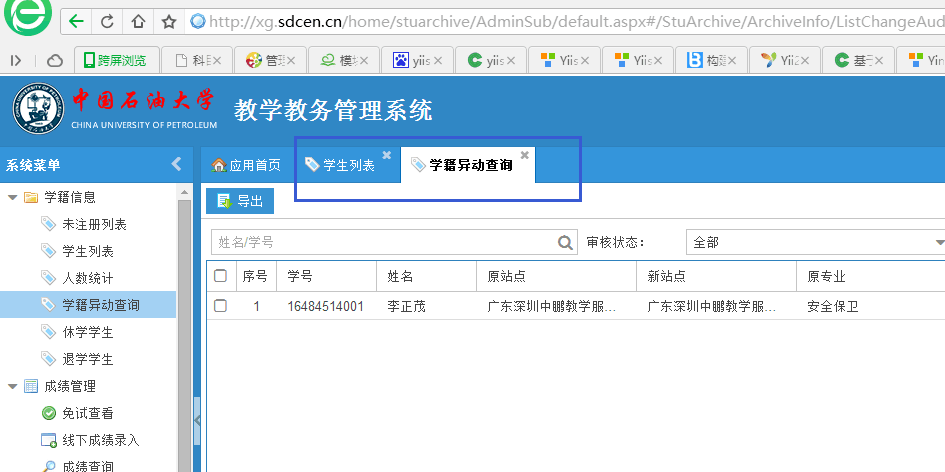 http://xg.sdcen.cn/home/stuarchive/AdminSub/default.aspx#/StuArchive/ArchiveInfo/ListChangeAud
跨屏浏览 科目 管理 模块 yiis yiis Yiis Yiis 构建 Yii2 基于 Yin
中国石油大学
CHINA UNIVERSITY OF PETROLEUM
教学教务管理系统
系统菜单 应用首页 学生列表 学籍异动查询
学籍信息
未注册列表
学生列表
人数统计
学籍异动查询
休学学生
退学学生
成绩管理
免试查看
线下成绩录入
成绩查询
导出
姓名/学号 审核状态： 全部
序号 学号 姓名 原站点 新站点 原专业
1 16484514001 李正茂 广东深圳中鹏教学服... 广东深圳中鹏教学服... 安全保卫